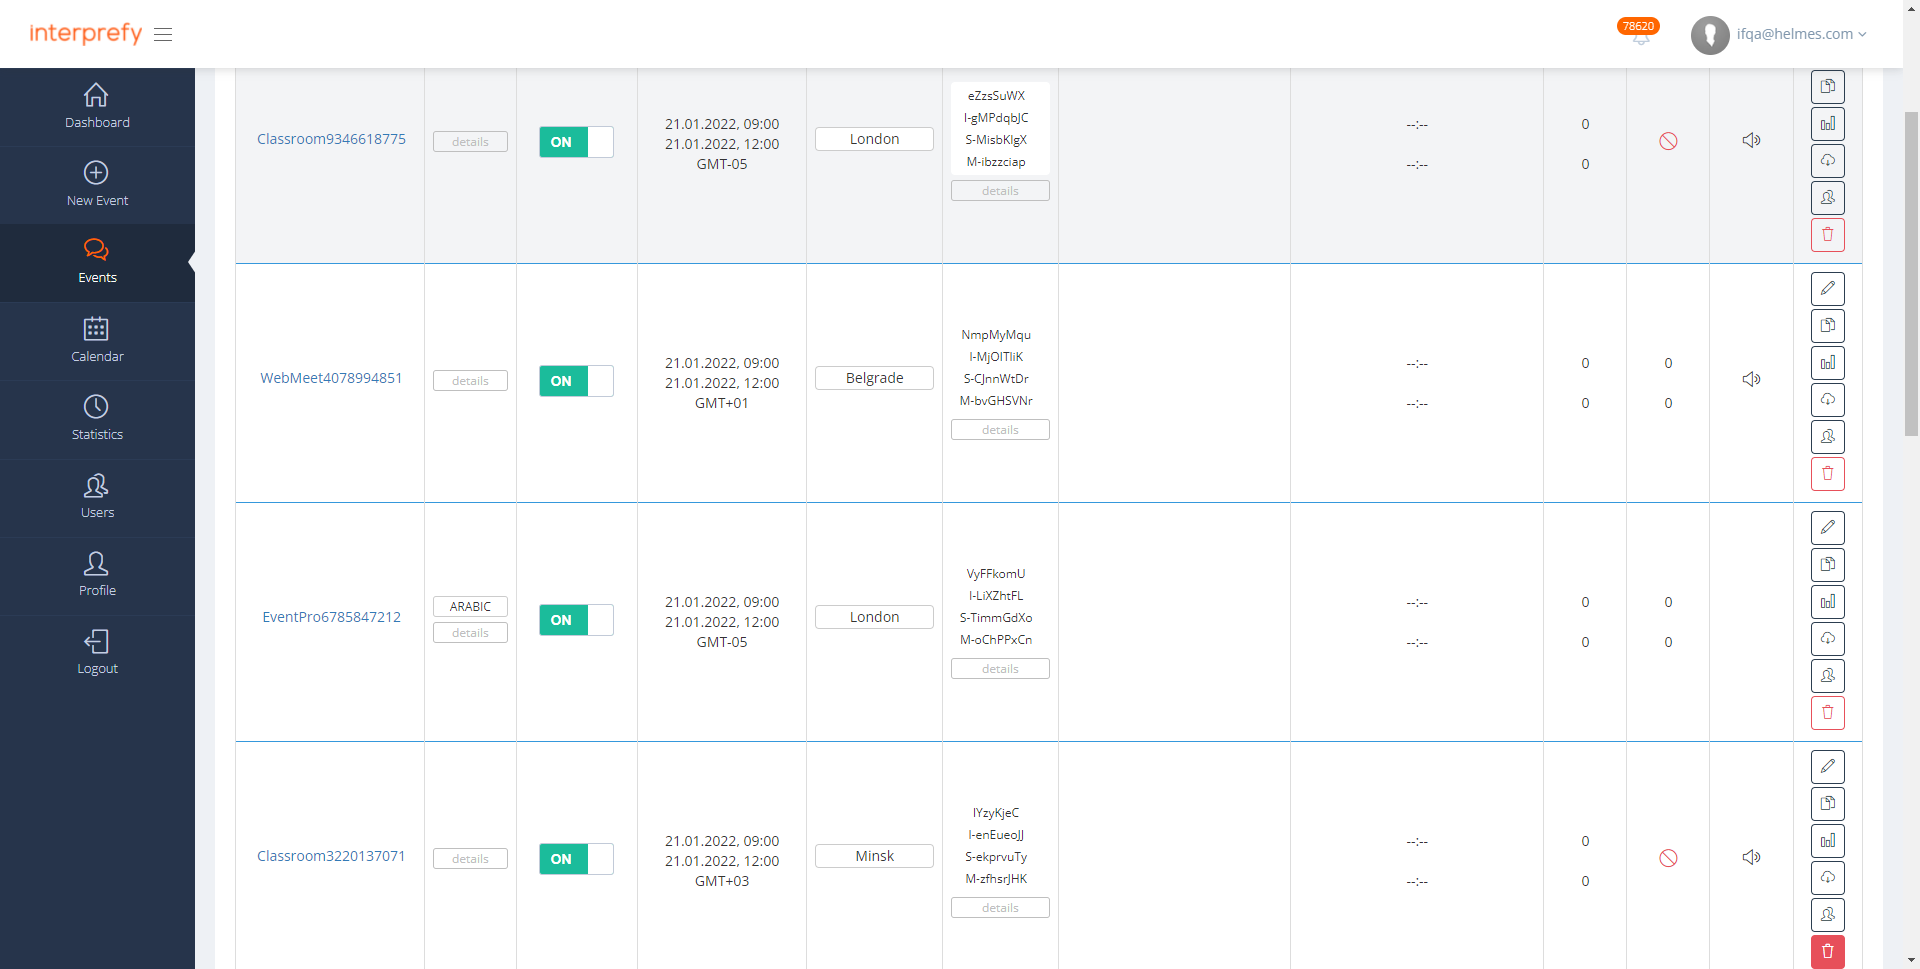 interprefy
78620
ifqa@helmes.com
Dashboard
New Event
Events
Calendar
Statistics
Users
Profile
Logout
Classroom9346618775
details
ON
21.01.2022, 09:00
21.01.2022, 12:00
GMT-05
London
eZzsSuWX
I-gMPdqbJC
S-MisbKlgX
M-ibzzciap
details
--:--
--:--
0
0
WebMeet4078994851
details
ON
21.01.2022, 09:00
21.01.2022, 12:00
GMT+01
Belgrade
NmpMyMqu
I-MjOITliK
S-CJnnWtDr
M-bvGHSVNr
details
--:--
--:--
0
0
0
0
EventPro6785847212
ARABIC
details
ON
21.01.2022, 09:00
21.01.2022, 12:00
GMT-05
London
VyFFkomU
I-LiXZhtFL
S-TimmGdXo
M-oChPPxCn
details
--:--
--:--
0
0
0
0
Classroom3220137071
details
ON
21.01.2022, 09:00
21.01.2022, 12:00
GMT+03
Minsk
IYzyKjeC
I-enEueoJJ
S-ekprvuTy
M-zfhsrJHK
details
--:--
--:--
0
0